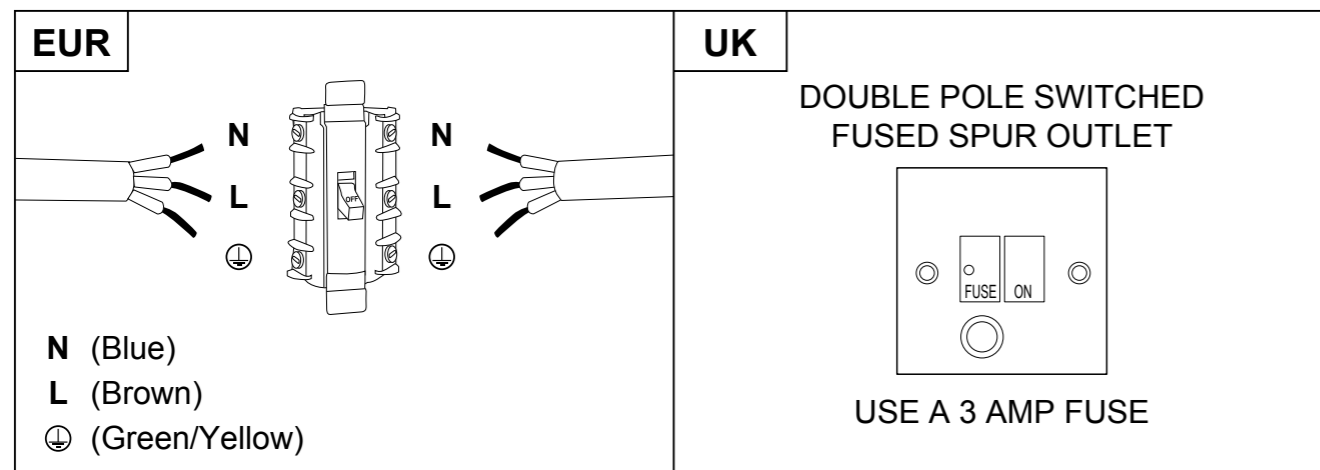 EUR
N
N
L
OFF
L
N (Blue)
L (Brown)
(Green/Yellow)
UK
DOUBLE POLE SWITCHED
FUSED SPUR OUTLET
FUSE ON
USE A 3 AMP FUSE